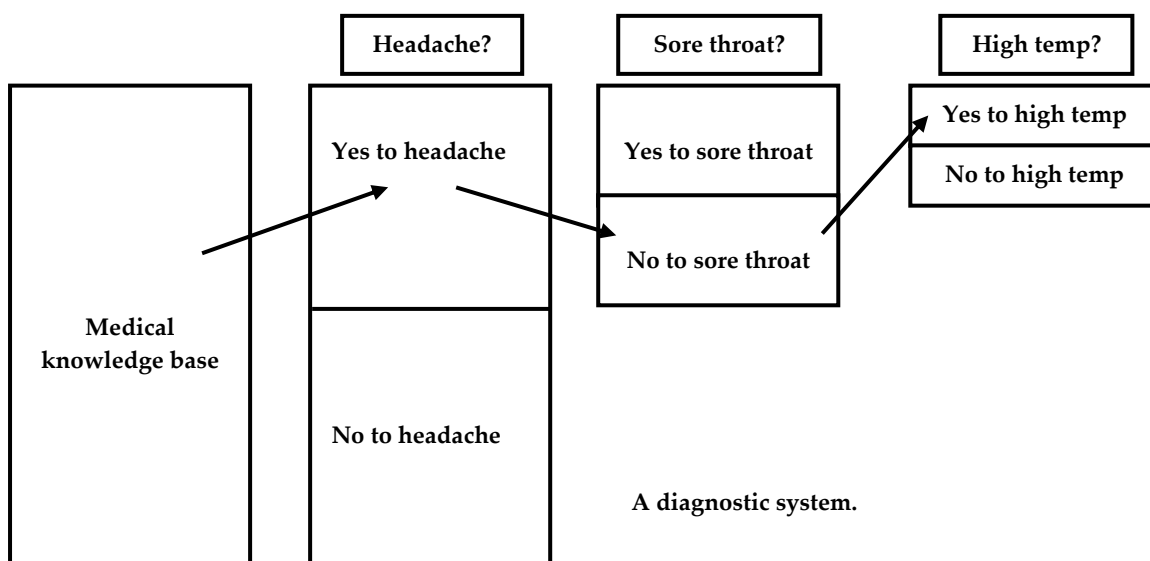 Headache?
Sore throat?
High temp?
Yes to headache
Yes to sore throat
Yes to high temp
No to high temp
No to sore throat
Medical
knowledge base
No to headache
A diagnostic system.